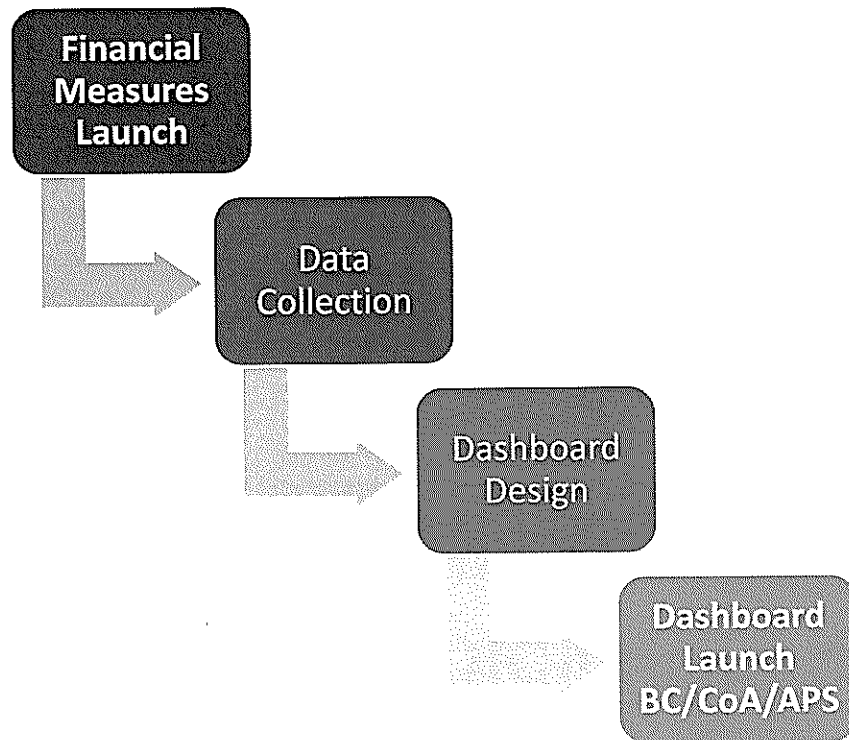 Financial
Measures
Launch
Data
Collection
Dashboard
Design
Dashboard
Launch
BC/CoA/APS